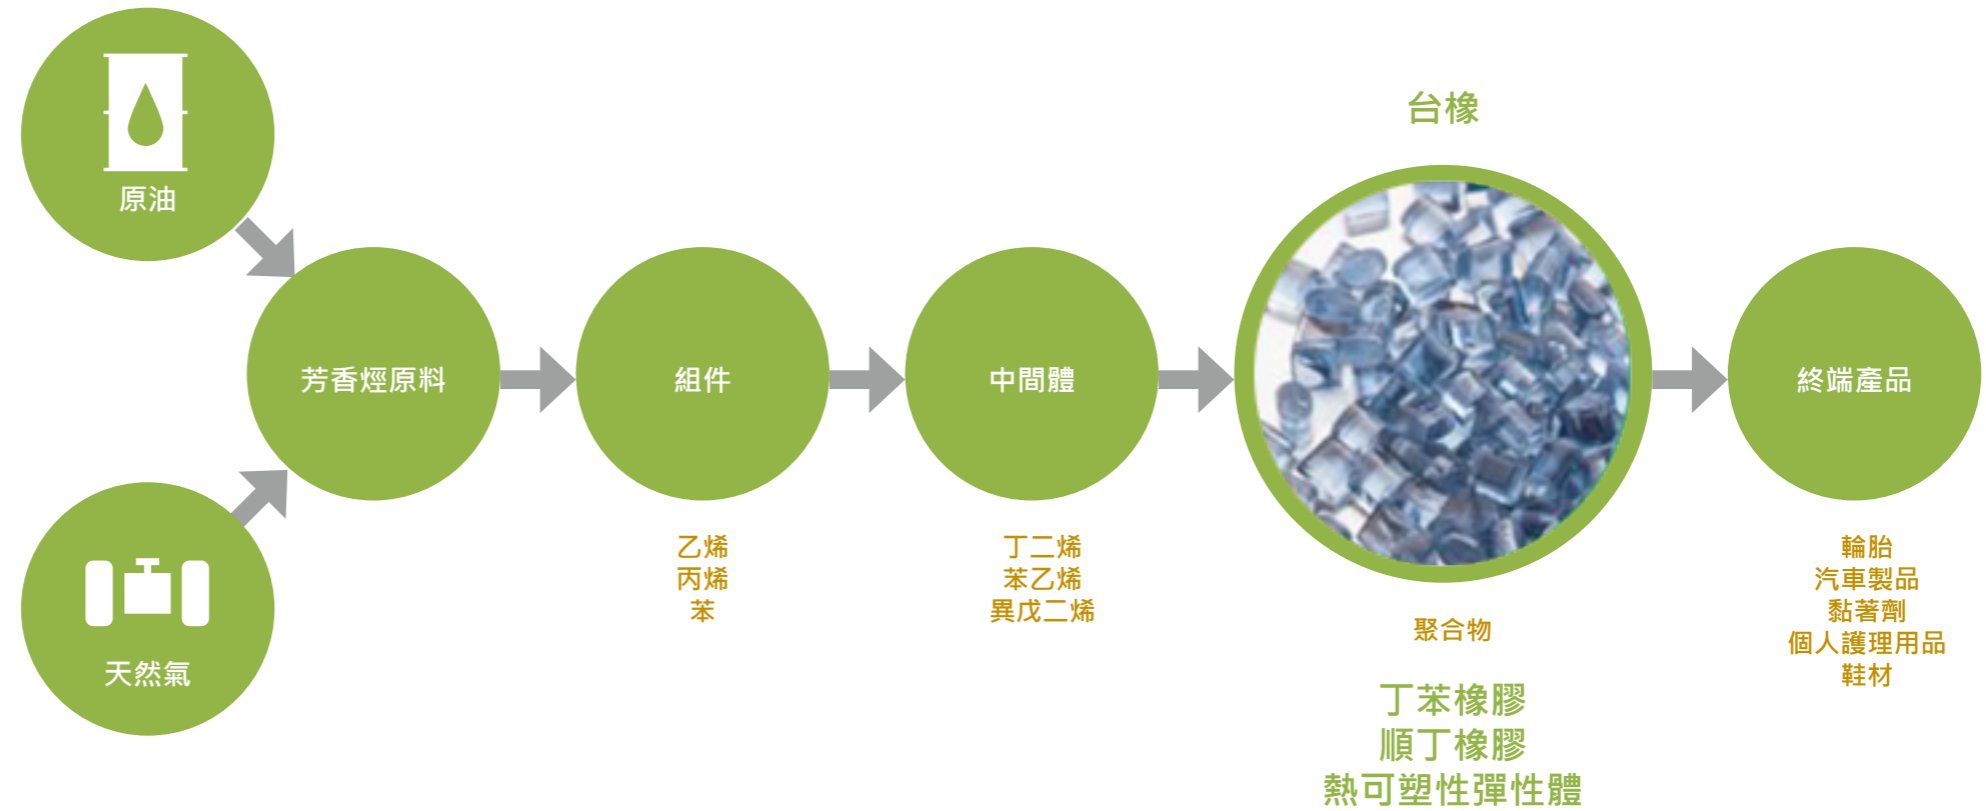 原油
天然氣
芳香烴原料
組件
乙烯
丙烯
苯
中間體
丁二烯
苯乙烯
異戊二烯
台橡
聚合物
丁苯橡膠
順丁橡膠
熱可塑性彈性體
終端產品
輪胎
汽車製品
黏著劑
個人護理用品
鞋材